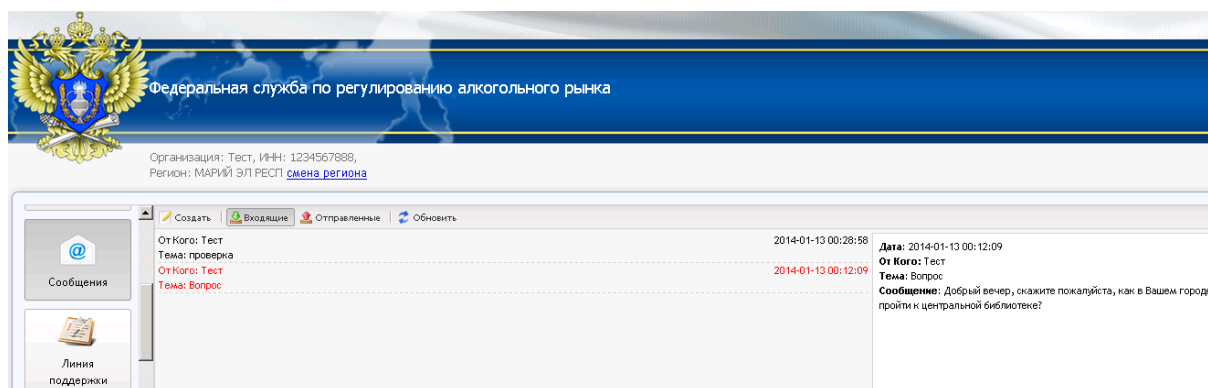 Федеральная служба по регулированию алкогольного рынка
Организация: Тест, ИНН: 1234567888,
Регион: МАРИЙ ЭЛ РЕСП смена региона
Создать Входящие Отправленные Обновить
От Кого: Тест 2014-01-13 00:28:58
Тема: проверка
От Кого: Тест 2014-01-13 00:12:09
Тема: Вопрос
Дата: 2014-01-13 00:12:09
От Кого: Тест
Тема: Вопрос
Сообщение: Добрый вечер, скажите пожалуйста, как в Вашем городе
пройти к центральной библиотеке?
@
Сообщения
Линия
поддержки